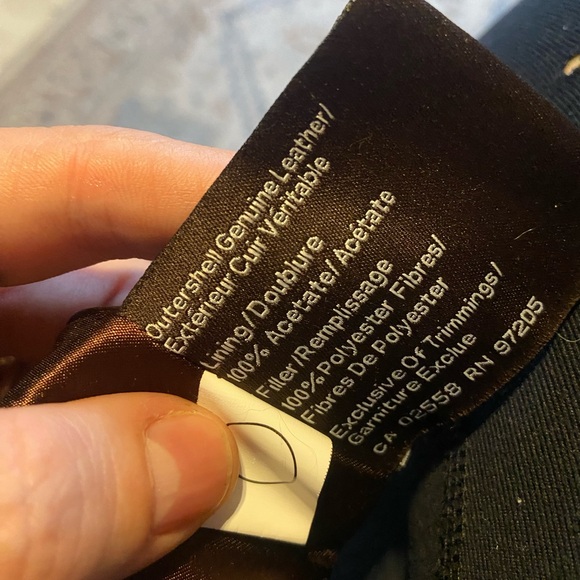 Outershell Genuine Leather/
Extérieur Cuir Véritable
Lining/Doublure
100% Acetate/Acétate
Filler/Remplissage
100% Polyester Fibres/
Fibres De Polyester
Exclusive Of Trimmings/
Garniture Exclue
CA 02558 RN 97205